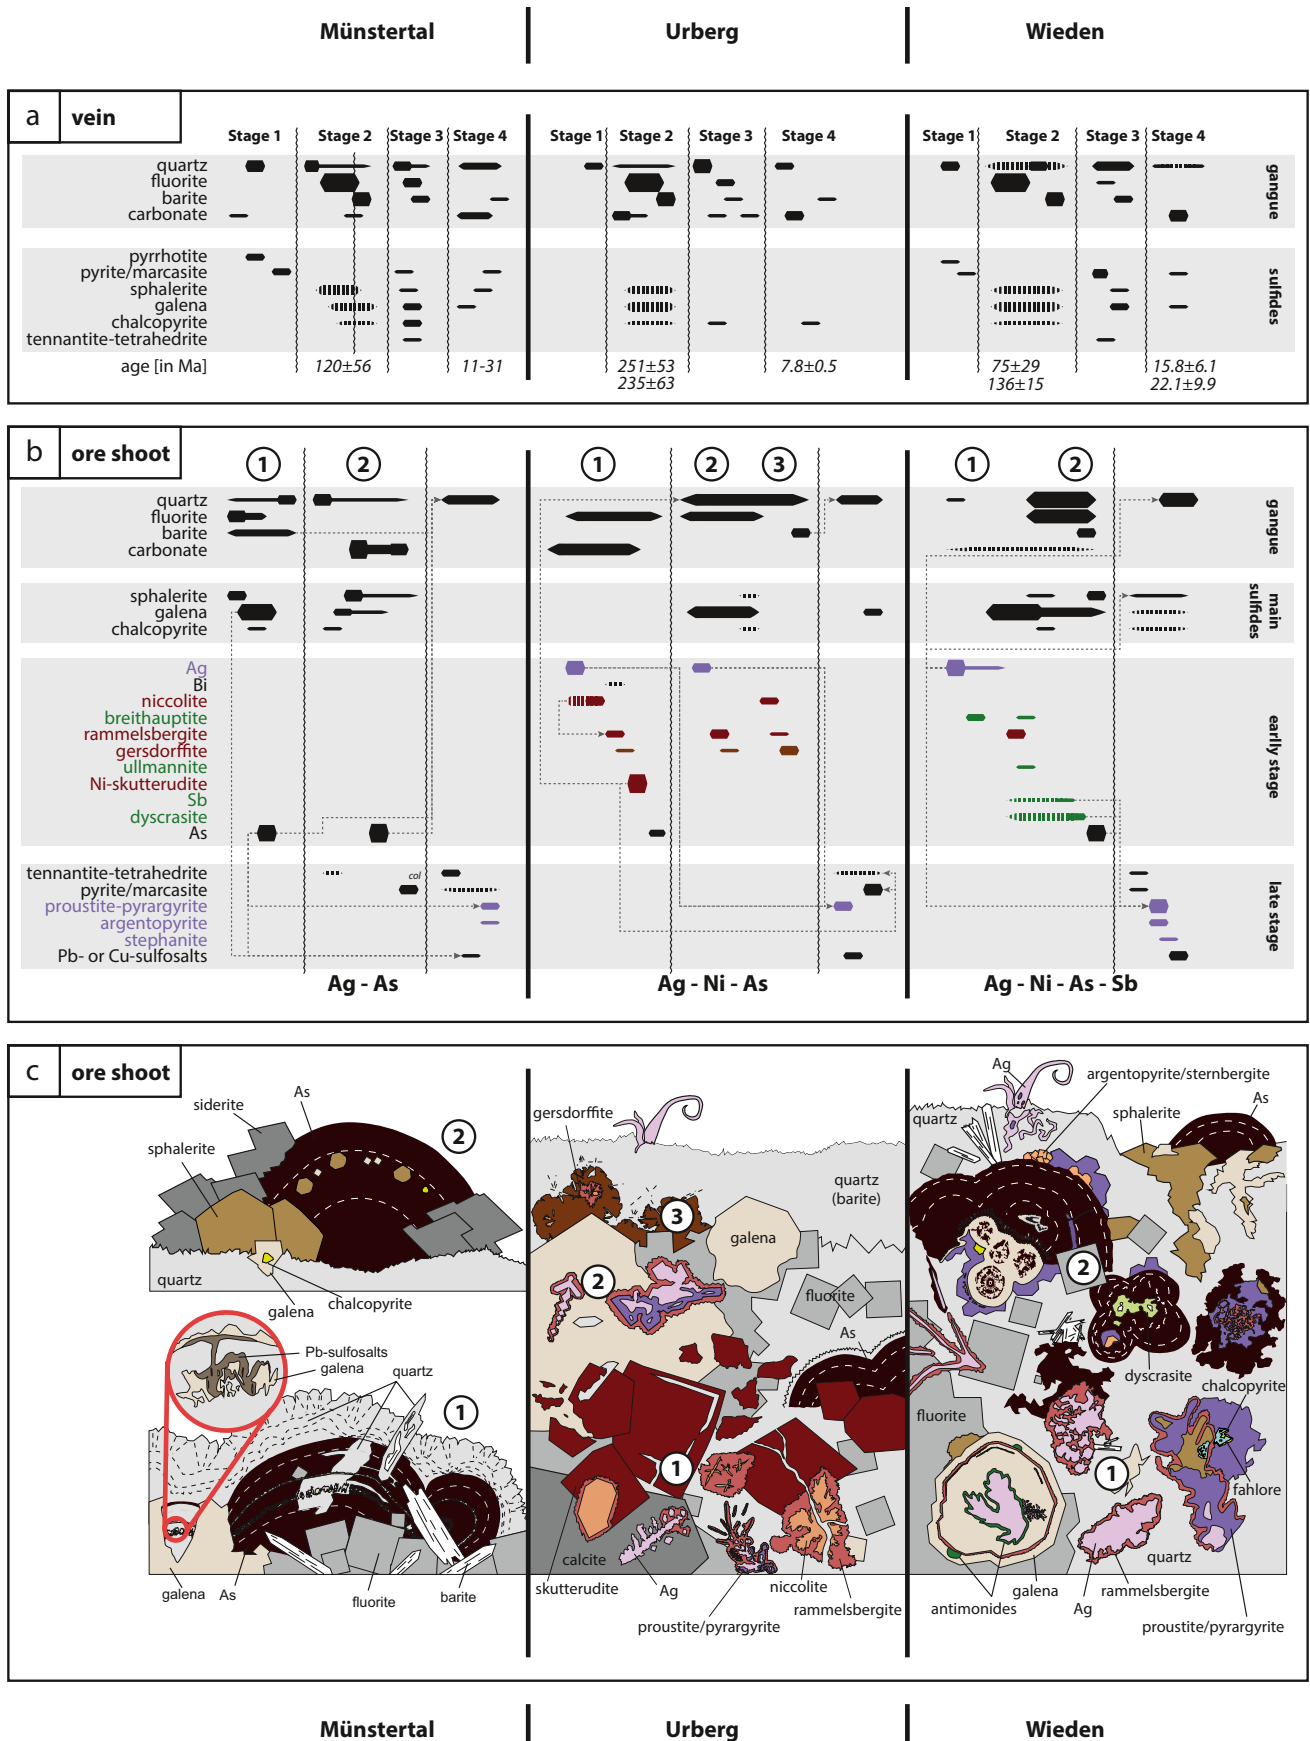 Münstertal Urberg Wieden
a vein
Stage 1 Stage 2 Stage 3 Stage 4 Stage 1 Stage 2 Stage 3 Stage 4 Stage 1 Stage 2 Stage 3 Stage 4
quartz
fluorite
barite
carbonate
gangue
pyrrhotite
pyrite/marcasite
sphalerite
galena
chalcopyrite
tennantite-tetrahedrite
sulfides
age [in Ma] 120±56 11-31 251±53 7.8±0.5 75±29 15.8±6.1
235±63 136±15 22.1±9.9
b ore shoot
1 2 1 2 3 1 2
quartz
fluorite
barite
carbonate
gangue
sphalerite
galena
chalcopyrite
main
sulfides
Ag
Bi
niccolite
breithauptite
rammelsbergite
gersdorffite
ullmannite
Ni-skutterudite
Sb
dyscrasite
As
earlly stage
tennantite-tetrahedrite
col
pyrite/marcasite
proustite-pyrargyrite
argentopyrite
stephanite
Pb- or Cu-sulfosalts
late stage
Ag - As Ag - Ni - As Ag - Ni - As - Sb
c ore shoot
As
siderite
sphalerite
2
quartz
galena
chalcopyrite
Pb-sulfosalts
galena
quartz
1
galena
As
fluorite
barite
gersdorffite
quartz
(barite)
3
galena
2
fluorite
As
1
calcite
skutterudite
Ag
niccolite
rammelsbergite
proustite/pyrargyrite
Ag
argentopyrite/sternbergite
quartz
sphalerite
As
2
dyscrasite
chalcopyrite
fluorite
1
fahlore
quartz
antimonides
galena
Ag
rammelsbergite
proustite/pyrargyrite
Münstertal Urberg Wieden